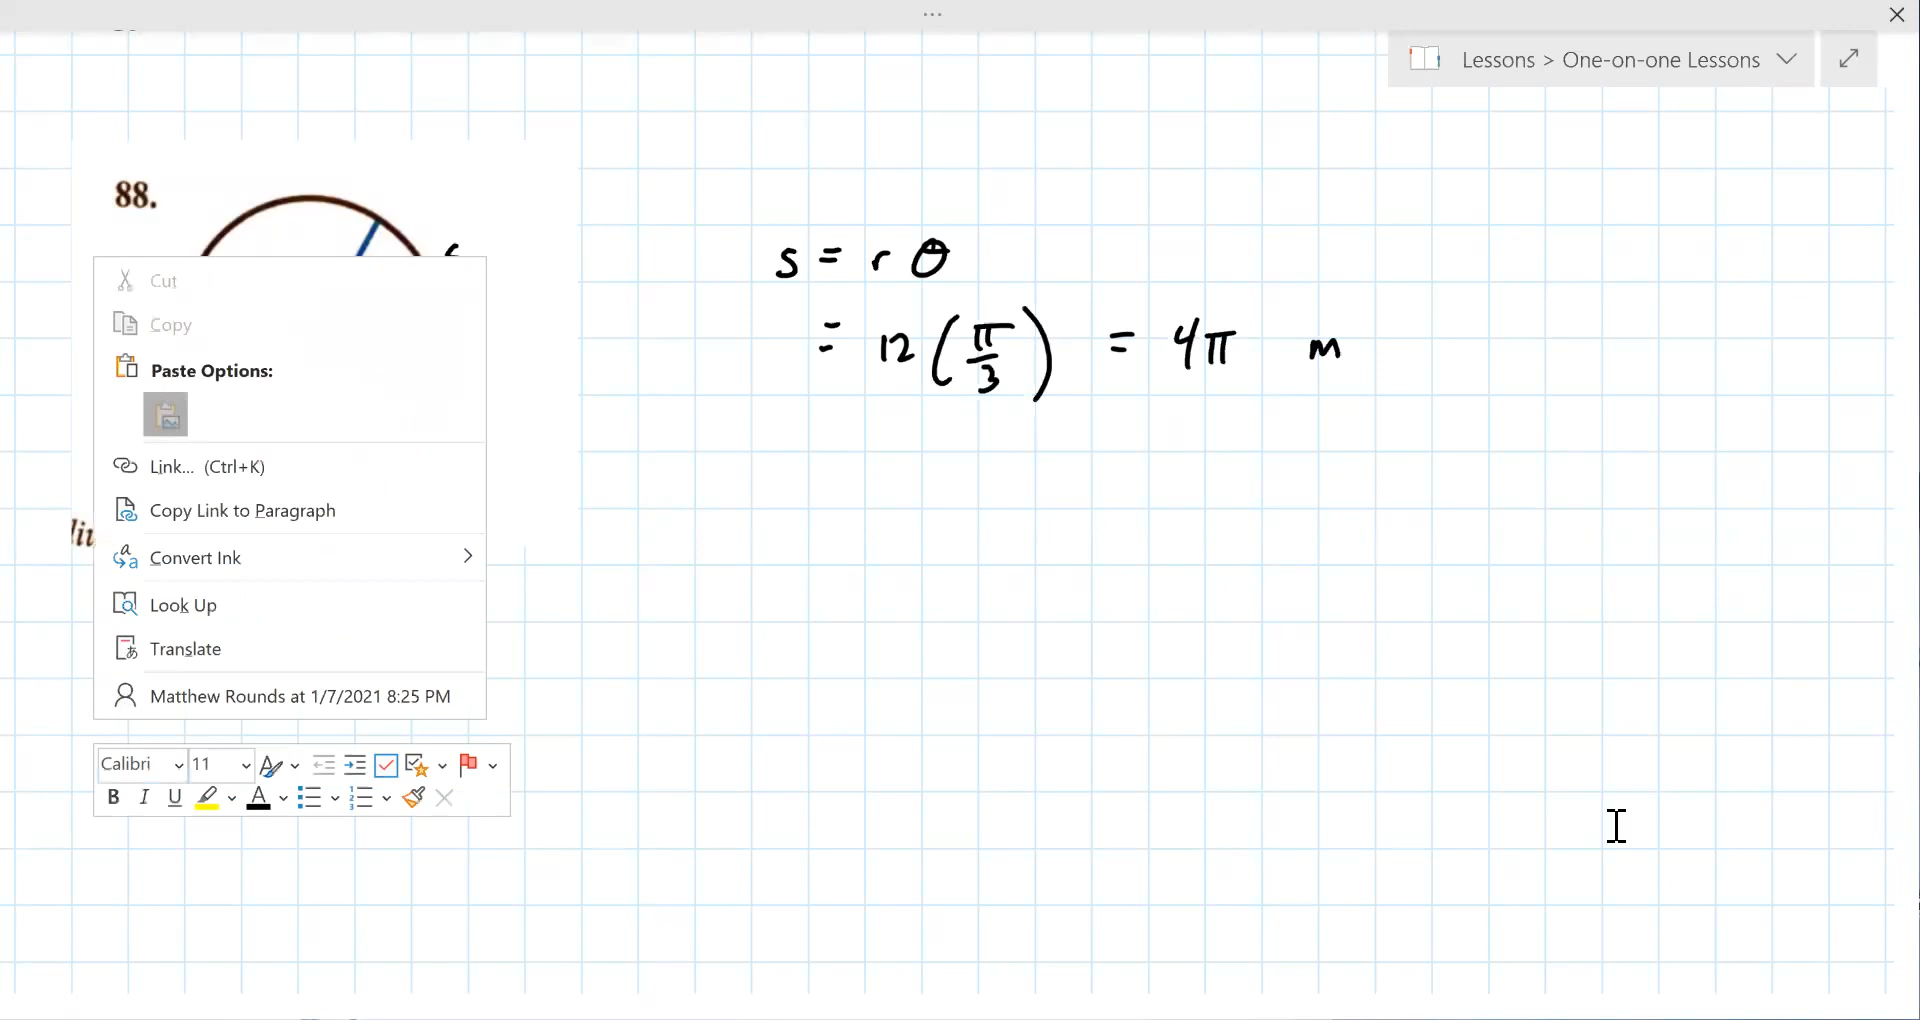 ...
Lessons > One-on-one Lessons
88.
s = r θ
= 12 (π/3) = 4π m
Cut
Copy
Paste Options:
Link... (Ctrl+K)
Copy Link to Paragraph
Convert Ink
Look Up
Translate
Matthew Rounds at 1/7/2021 8:25 PM
Calibri 11
B I U A